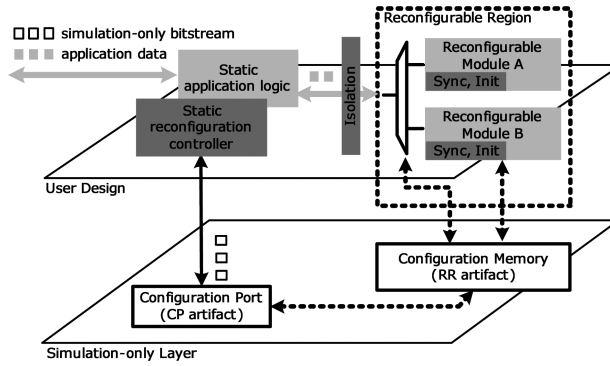 simulation-only bitstream
application data
Reconfigurable Region
Static
application logic
Static
reconfiguration
controller
Isolation
Reconfigurable
Module A
Sync, Init
Reconfigurable
Module B
Sync, Init
User Design
Configuration Memory
(RR artifact)
Configuration Port
(CP artifact)
Simulation-only Layer